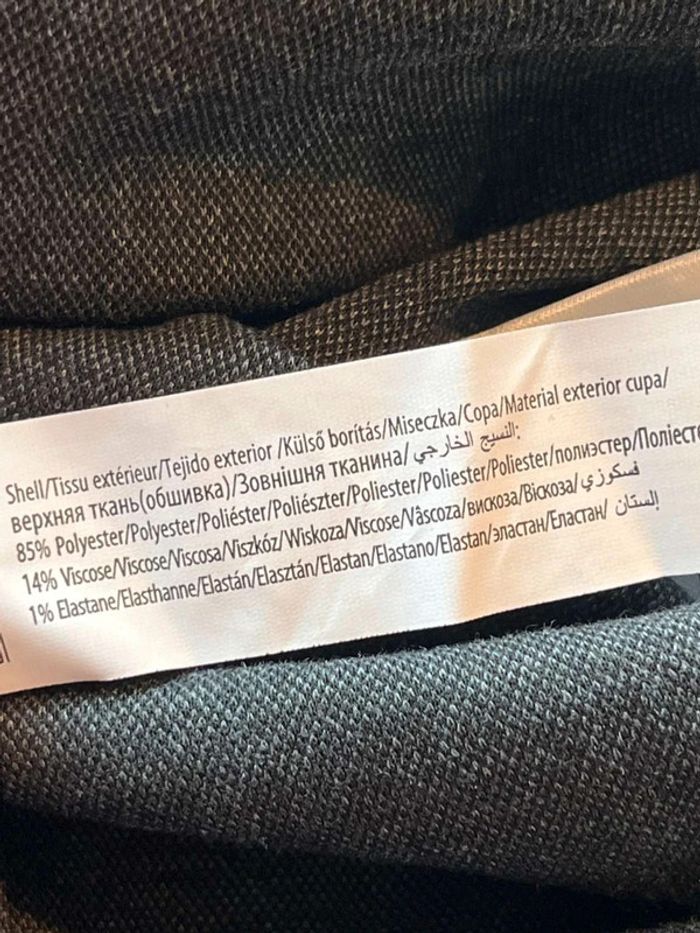 Shell/Tissu extérieur/Tejido exterior /Külső borítás/Miseczka/Copa/Material exterior cupa/
верхняя ткань(обшивка)/Зовнішня тканина/ النسيج الخارجي:
85% Polyester/Polyester/Poliéster/Poliészter/Poliester/Poliester/Poliester/полиэстер/Поліесте
14% Viscose/Viscose/Viscosa/Viszkóz/Wiskoza/Viscose/Vâscoza/вискоза/Віскоза/ فسكوزي
1% Elastane/Elasthanne/Elastán/Elasztán/Elastan/Elastano/Elastan/эластан/Еластан/ إلستان